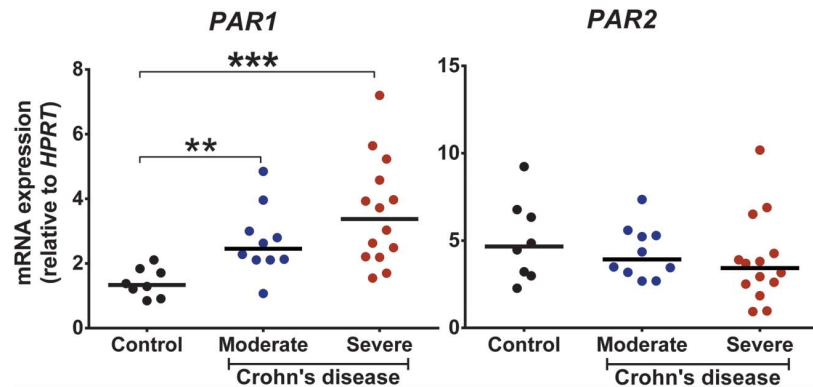 PAR1
PAR2
mRNA expression
(relative to HPRT)
8
6
4
2
0
***
**
Control
Moderate
Severe
Crohn's disease
15
10
5
0
Control
Moderate
Severe
Crohn's disease